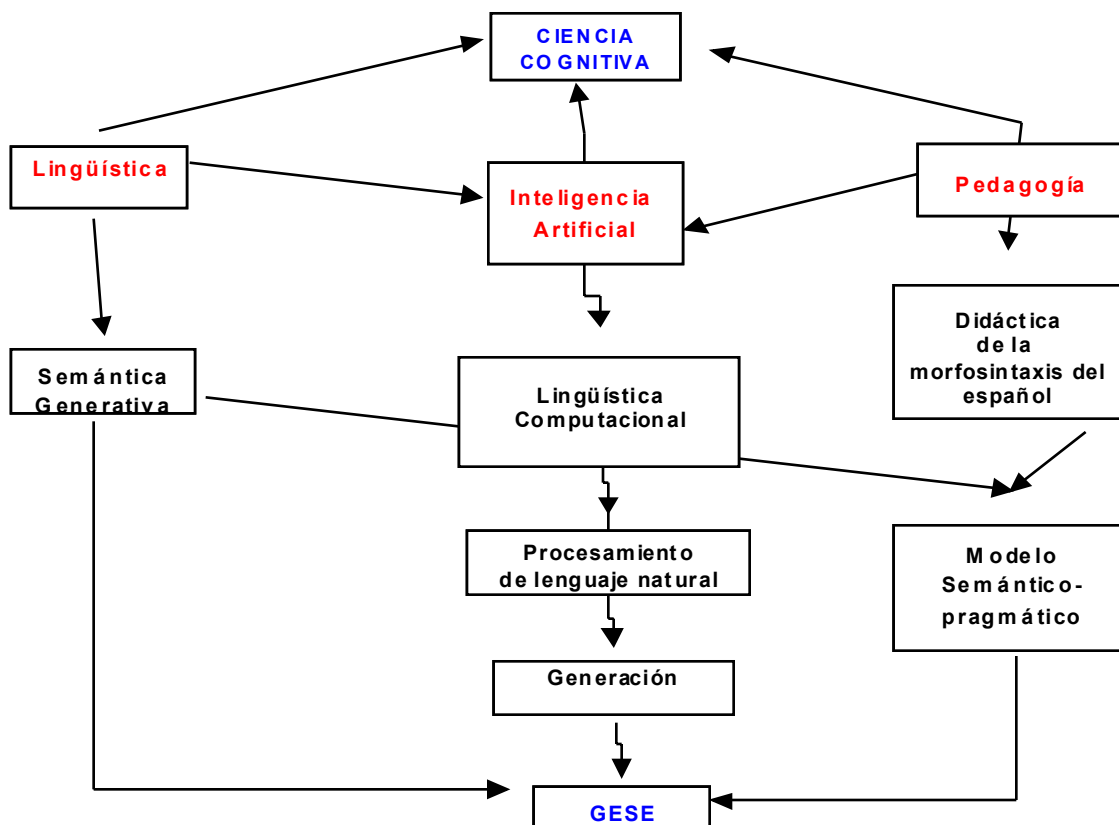 CIENCIA
COGNITIVA
Lingüística
Inteligencia
Artificial
Pedagogía
Didáctica
de la
morfosintaxis del
español
Semántica
Generativa
Lingüística
Computacional
Procesamiento
de lenguaje natural
Modelo
Semántico-
pragmático
Generación
GESE